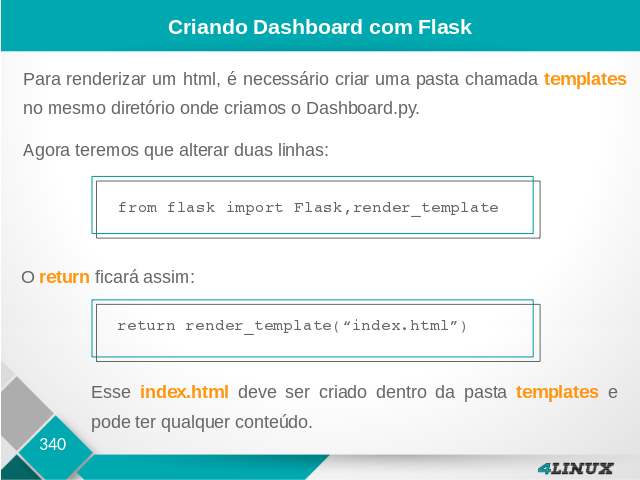 Criando Dashboard com Flask
Para renderizar um html, é necessário criar uma pasta chamada templates
no mesmo diretório onde criamos o Dashboard.py.
Agora teremos que alterar duas linhas:
from flask import Flask,render_template
O return ficará assim:
return render_template(“index.html”)
Esse index.html deve ser criado dentro da pasta templates e
pode ter qualquer conteúdo.
340
4LINUX